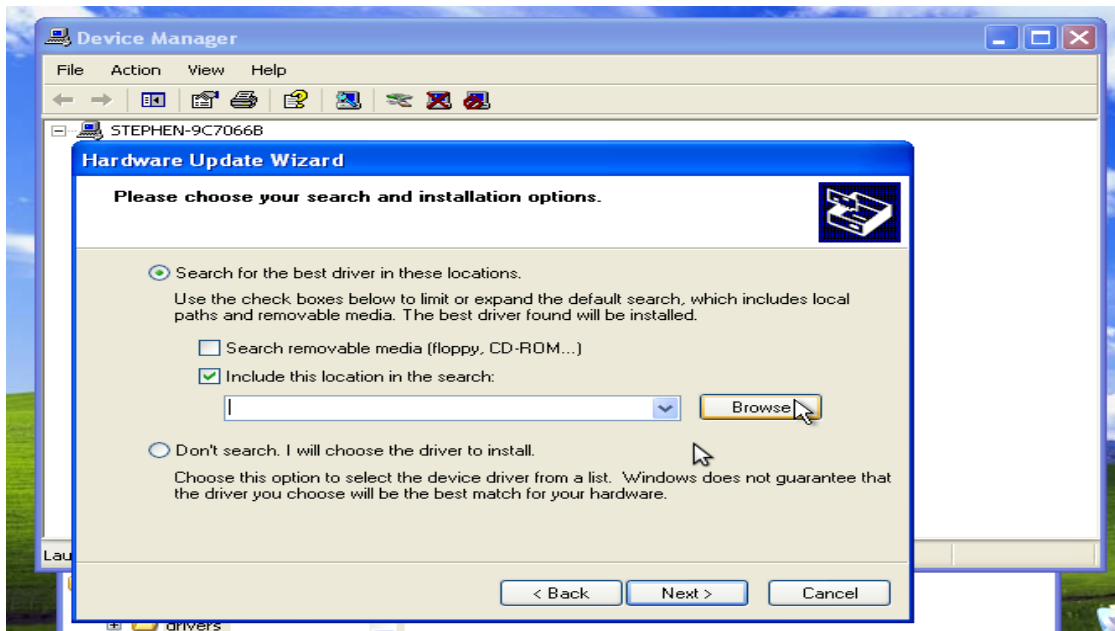 Device Manager
File Action View Help
STEPHEN-9C7066B
Hardware Update Wizard
Please choose your search and installation options.
Search for the best driver in these locations.
Use the check boxes below to limit or expand the default search, which includes local
paths and removable media. The best driver found will be installed.
Search removable media (floppy, CD-ROM...)
Include this location in the search:
Browse
Don't search. I will choose the driver to install.
Choose this option to select the device driver from a list. Windows does not guarantee that
the driver you choose will be the best match for your hardware.
Lau
< Back Next > Cancel
drivers